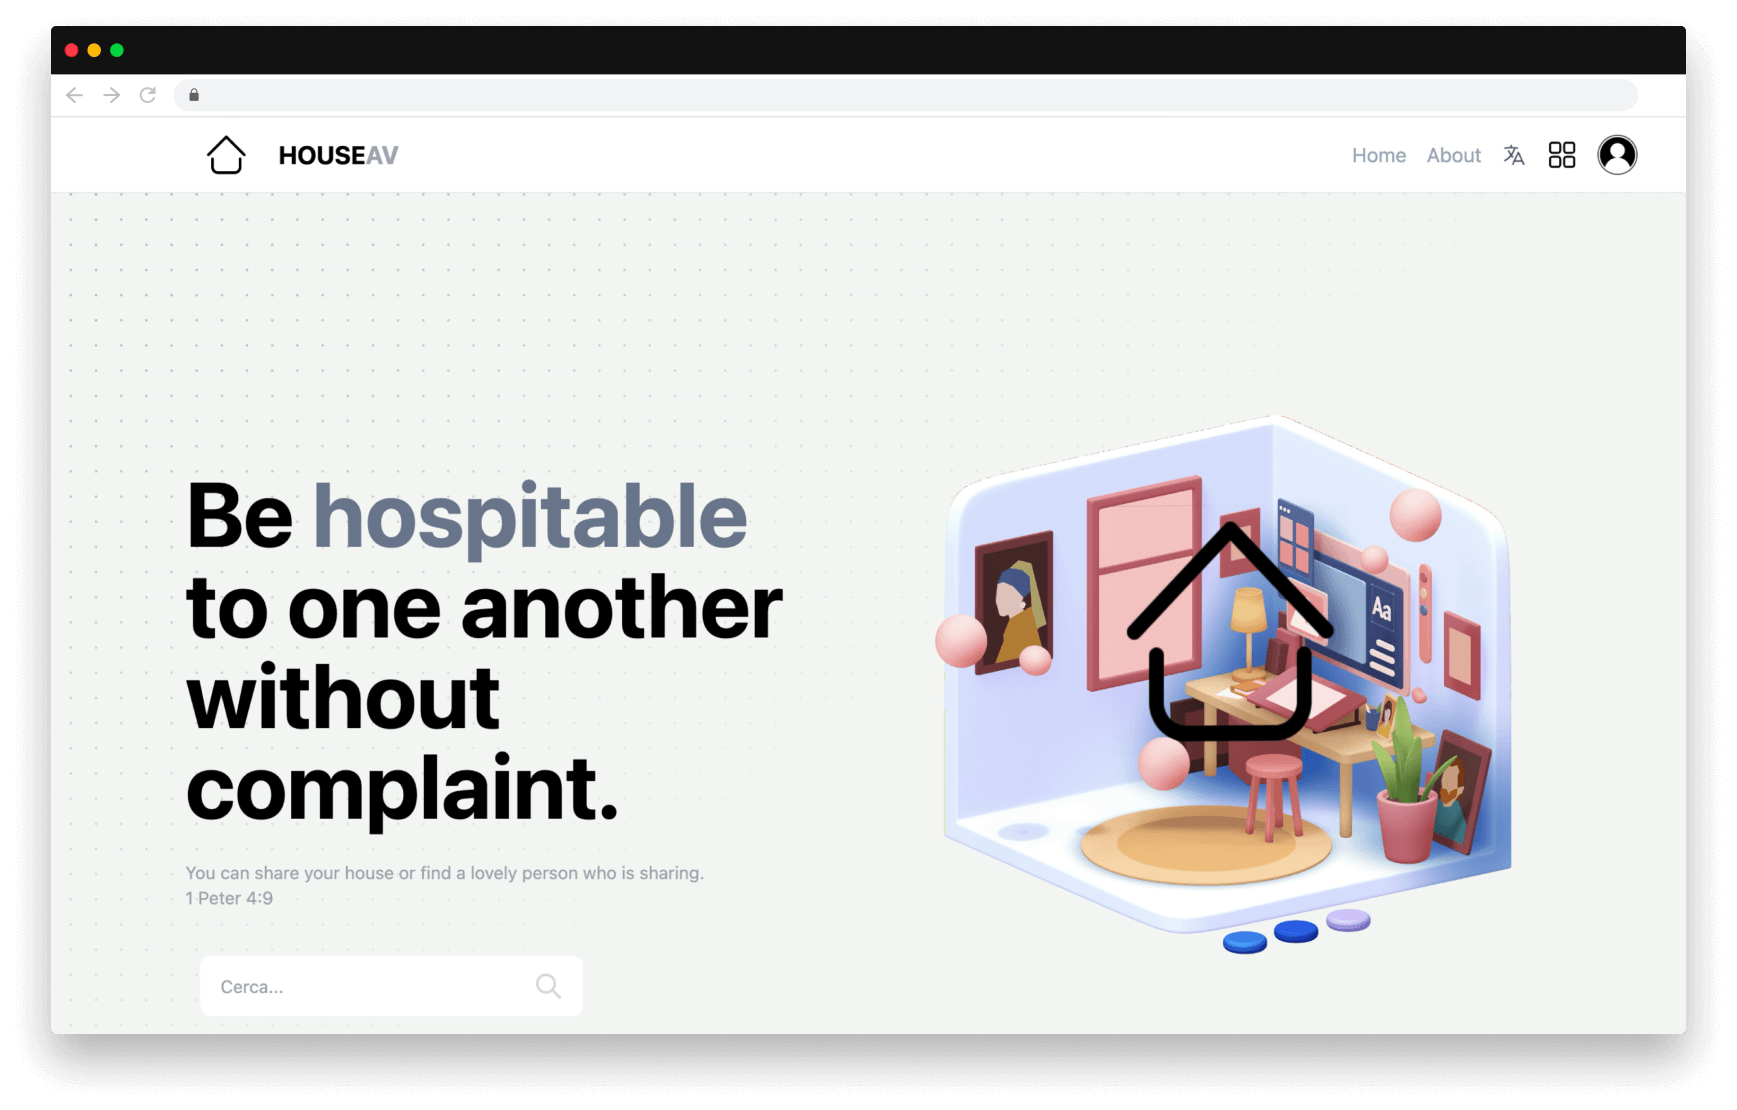 HOUSEAV
Home About
Be hospitable
to one another
without
complaint.
Aa
You can share your house or find a lovely person who is sharing.
1 Peter 4:9
Cerca...